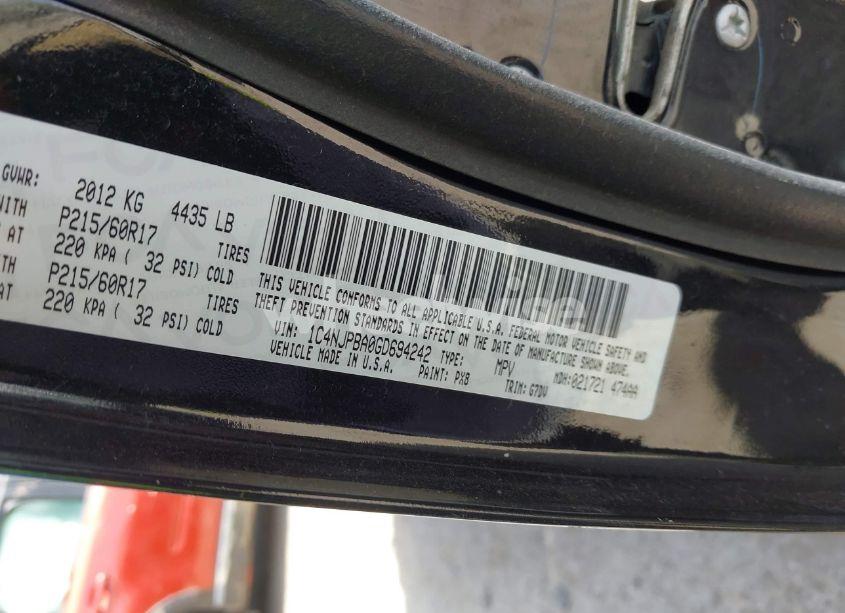 GVWR: 2012 KG 4435 LB
WITH P215/60R17 TIRES
AT 220 KPA ( 32 PSI) COLD
WITH P215/60R17 TIRES
AT 220 KPA ( 32 PSI) COLD
THIS VEHICLE CONFORMS TO ALL APPLICABLE U.S.A. FEDERAL MOTOR VEHICLE SAFETY AND
THEFT PREVENTION STANDARDS IN EFFECT ON THE DATE OF MANUFACTURE SHOWN ABOVE.
VIN: 1C4NJPBA0GD694242 TYPE: MPV MDH:021721 474AA
VEHICLE MADE IN U.S.A. PAINT: PX8 TRIM: G7DV